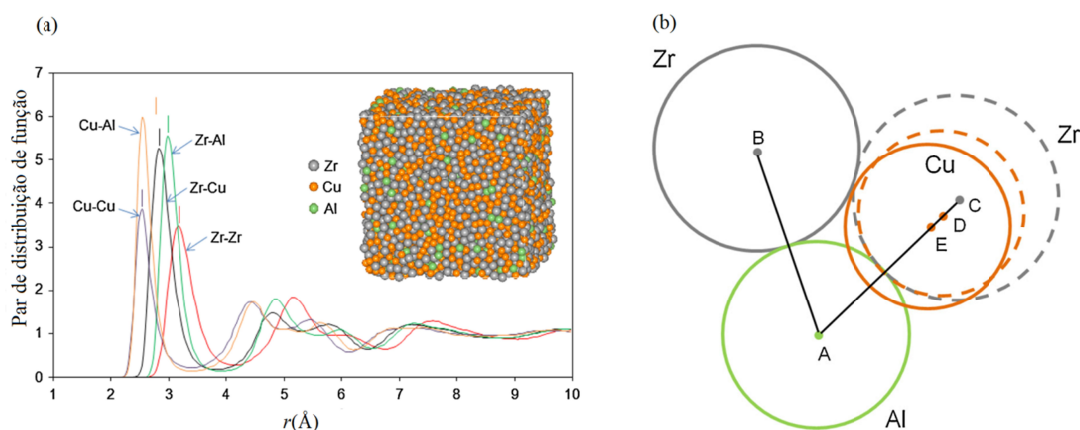 (a)
Par de distribuição de função
7
6
5
4
3
2
1
0
Cu-Al
Zr-Al
Zr-Cu
Cu-Cu
Zr-Zr
Zr
Cu
Al
1 2 3 4 5 6 7 8 9 10
r(Å)
(b)
Zr
B
Zr
Cu
C
D
E
A
Al